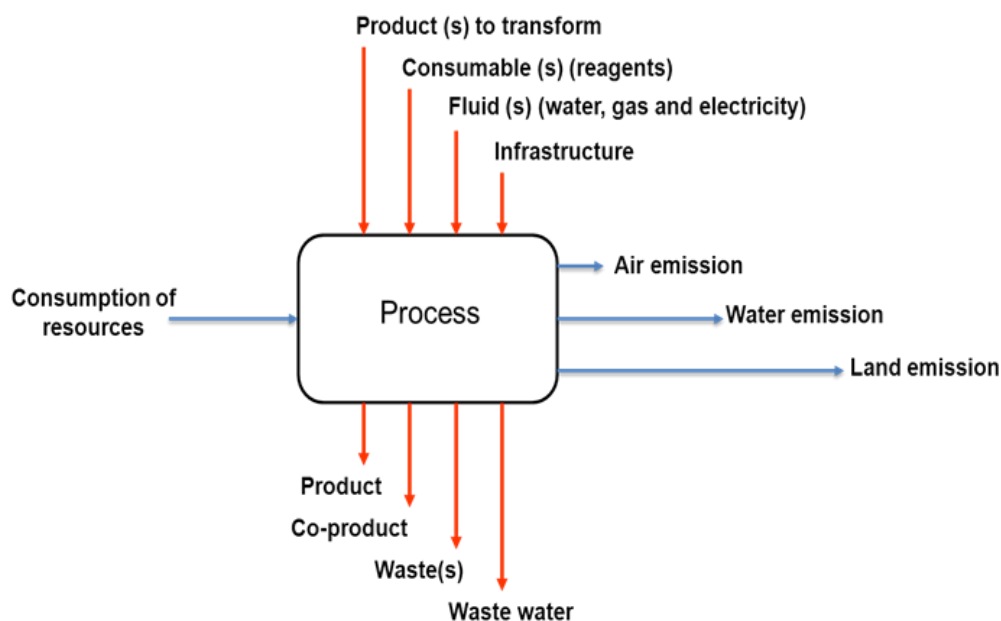 Product (s) to transform
Consumable (s) (reagents)
Fluid (s) (water, gas and electricity)
Infrastructure
Air emission
Consumption of
resources
Process
Water emission
Land emission
Product
Co-product
Waste(s)
Waste water